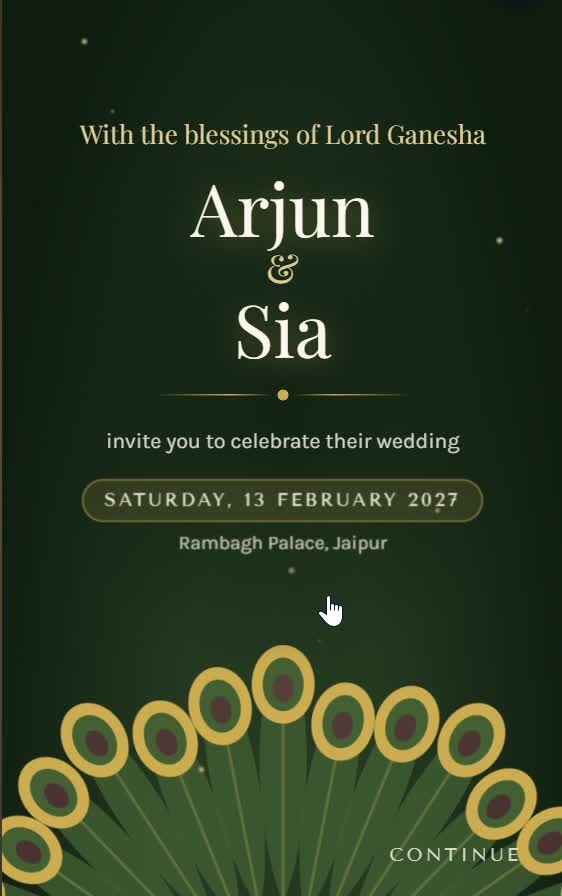 With the blessings of Lord Ganesha
Arjun
&
Sia
invite you to celebrate their wedding
SATURDAY, 13 FEBRUARY 2027
Rambagh Palace, Jaipur
CONTINUE